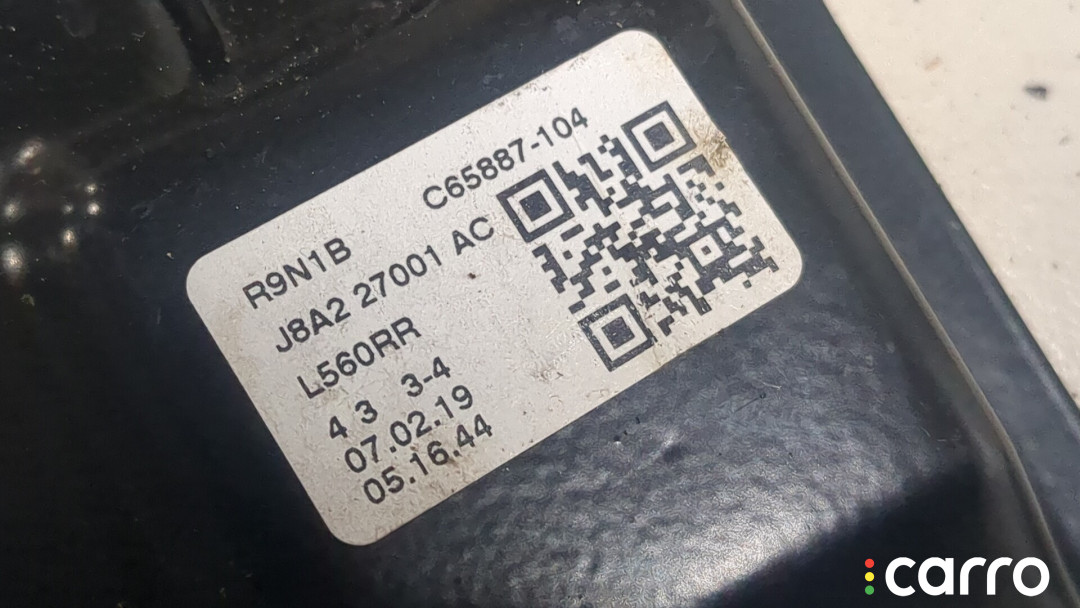 C65887-104
R9N1B
J8A2 27001 AC
L560RR
4 3 3-4
07.02.19
05.16.44
carro